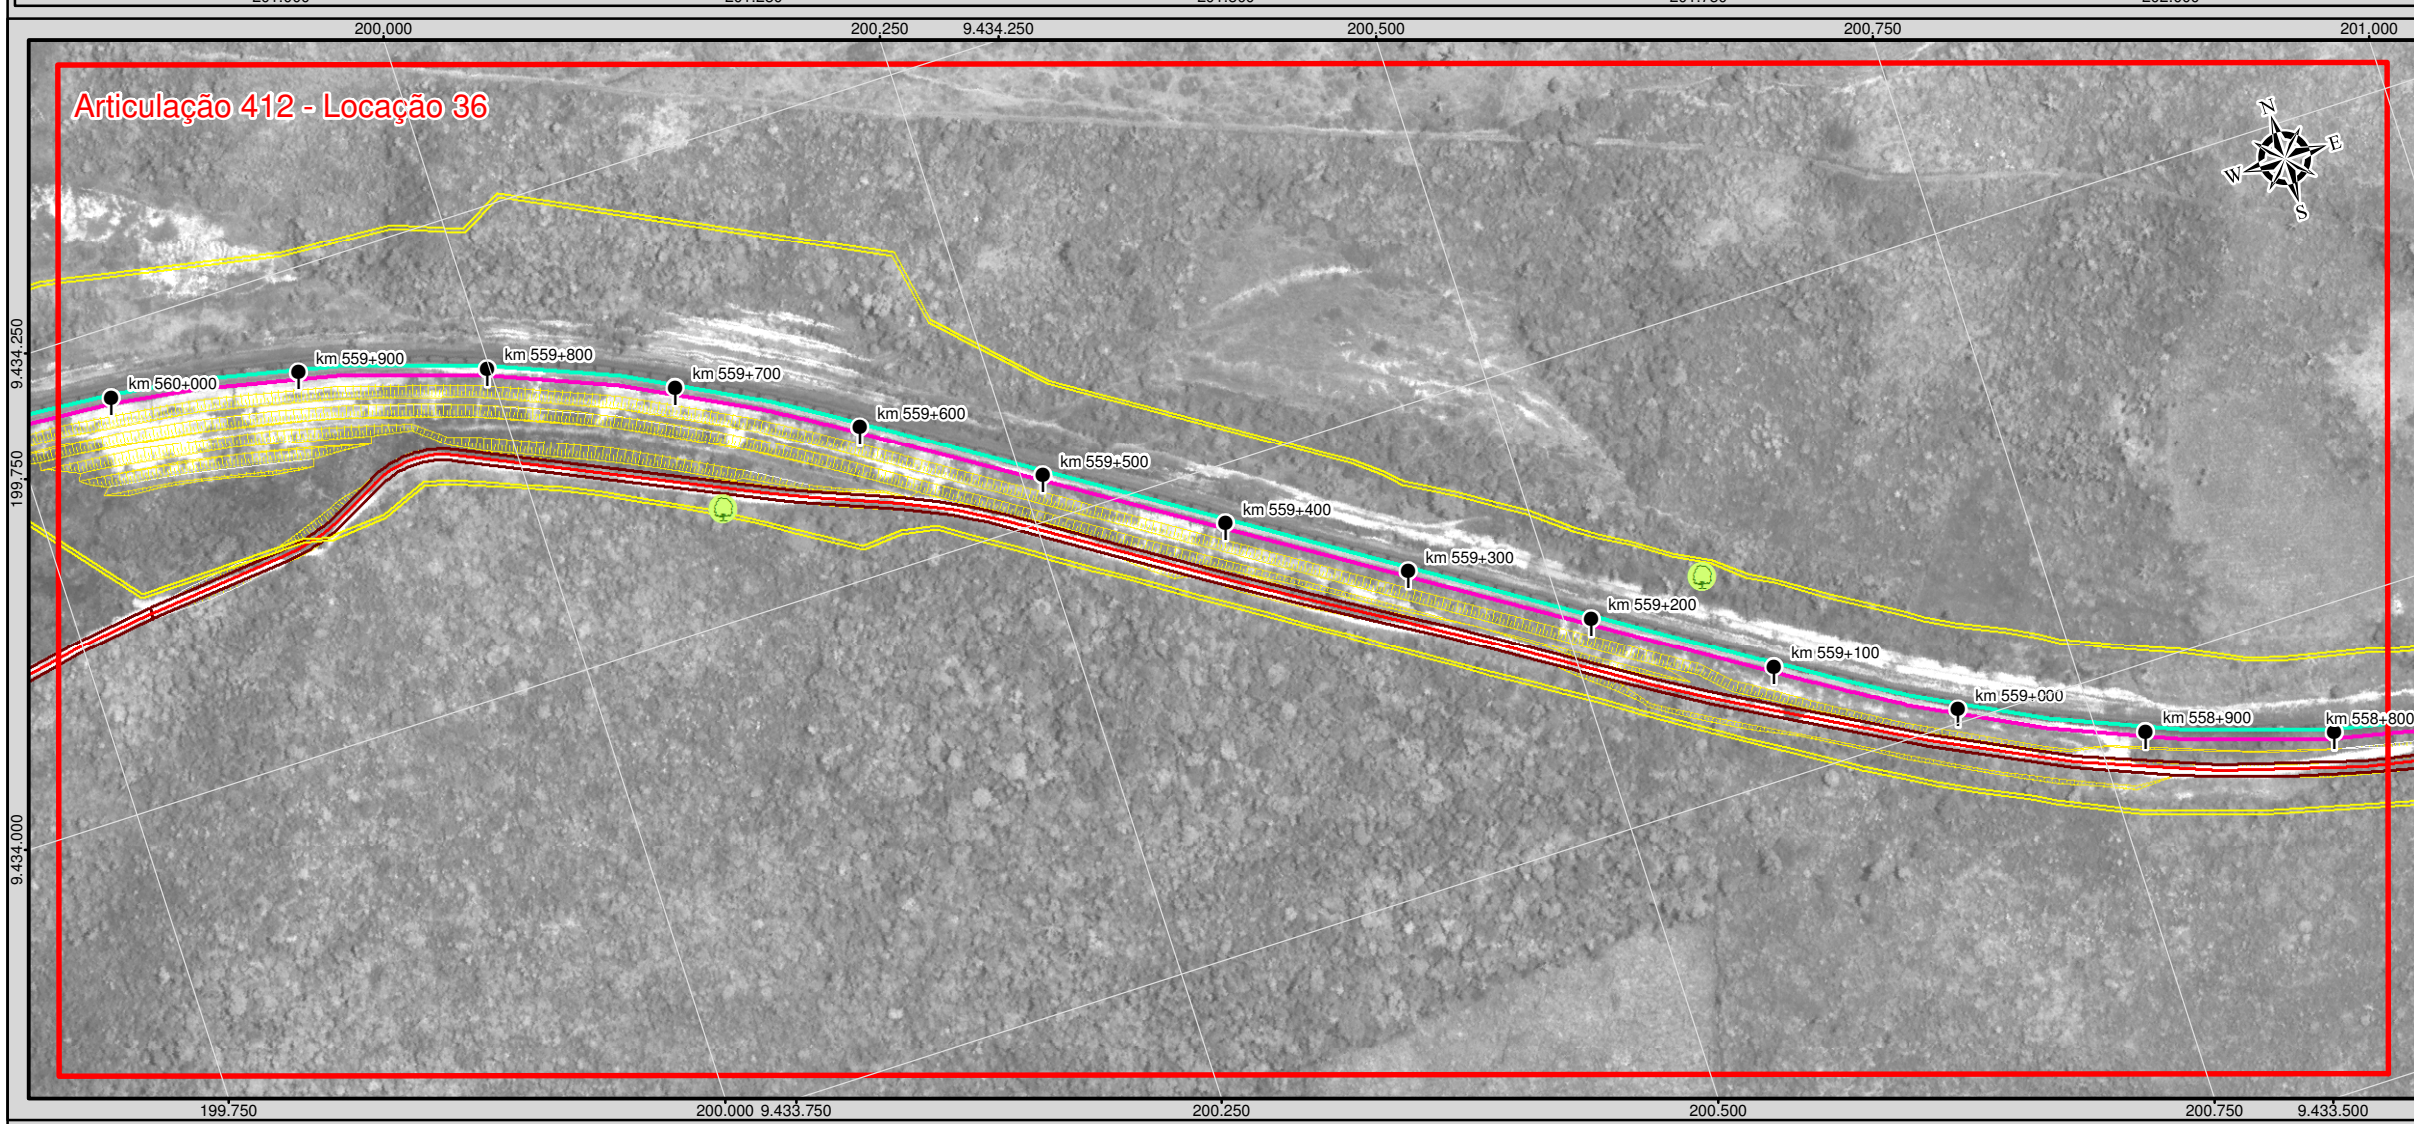 200.000 200.250 9.434.250 200.500 200.750 201.000
Articulação 412 - Locação 36
N
E
W
S
9.434.250
199.750
9.434.000
km 560+000
km 559+900
km 559+800
km 559+700
km 559+600
km 559+500
km 559+400
km 559+300
km 559+200
km 559+100
km 559+000
km 558+900
km 558+800
199.750 200.000 9.433.750 200.250 200.500 200.750 9.433.500